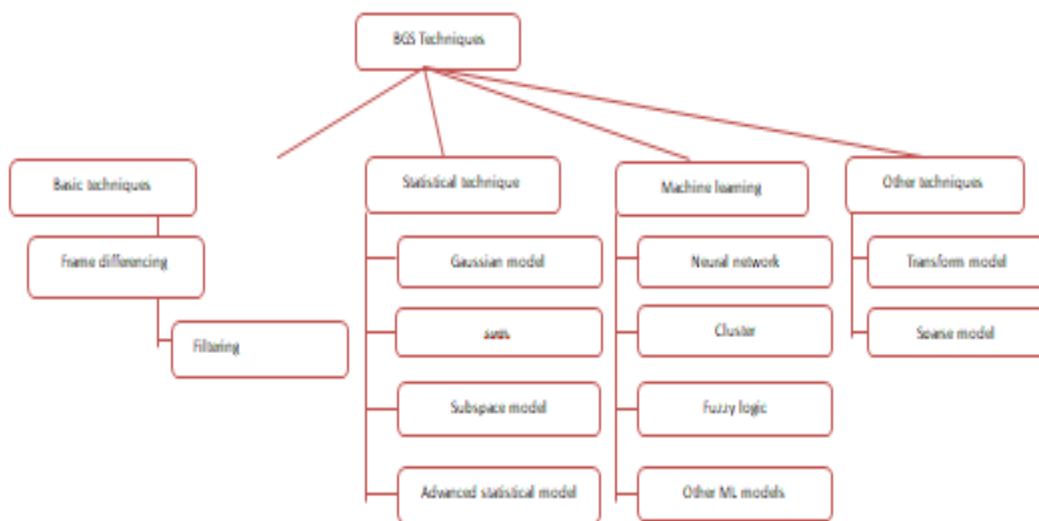 BGS Techniques
Basic techniques
Frame differencing
Filtering
Statistical technique
Gaussian model
Subspace model
Advanced statistical model
Machine learning
Neural network
Cluster
Fuzzy logic
Other ML models
Other techniques
Transform model
Sparse model